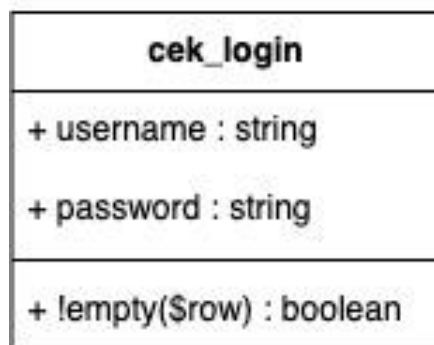 cek_login
+ username : string
+ password : string
+ !empty($row) : boolean